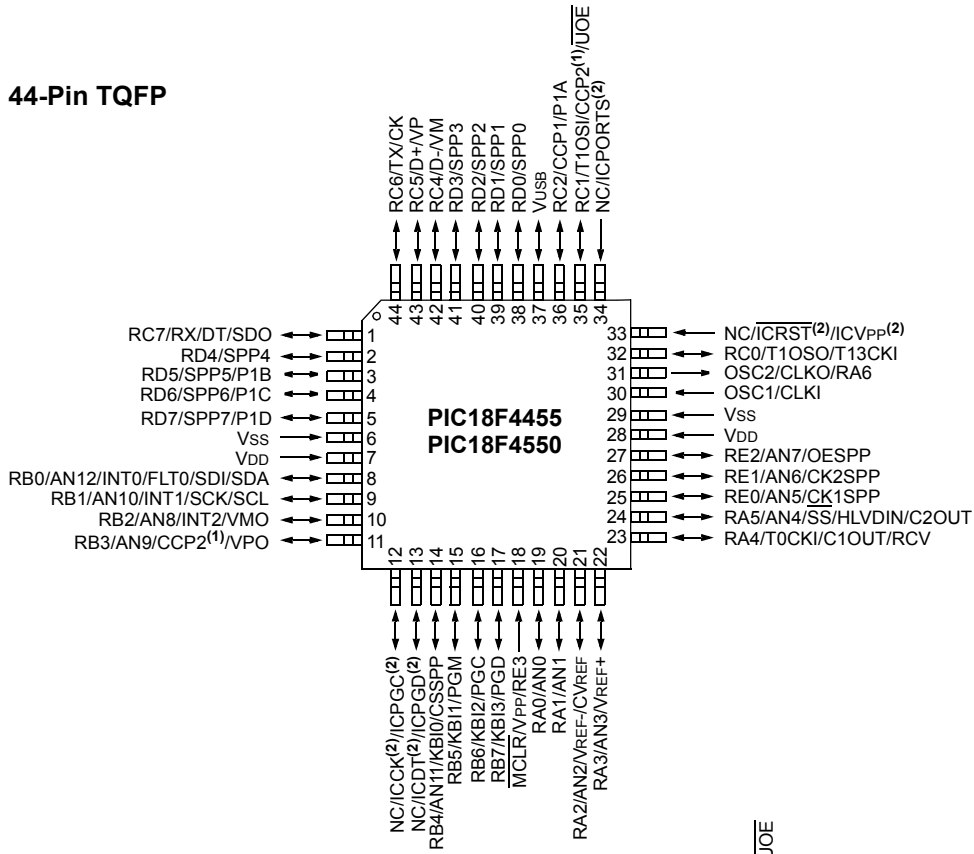 44-Pin TQFP
RC6/TX/CK
RC5/D+/VP
RC4/D-/VM
RD3/SPP3
RD2/SPP2
RD1/SPP1
RD0/SPP0
VUSB
RC2/CCP1/P1A
RC1/T1OSI/CCP2(1)/UOE
NC/ICPORTS(2)
44
43
42
41
40
39
38
37
36
35
34
RC7/RX/DT/SDO 1
RD4/SPP4 2
RD5/SPP5/P1B 3
RD6/SPP6/P1C 4
RD7/SPP7/P1D 5
VSS 6
VDD 7
RB0/AN12/INT0/FLT0/SDI/SDA 8
RB1/AN10/INT1/SCK/SCL 9
RB2/AN8/INT2/VMO 10
RB3/AN9/CCP2(1)/VPO 11
PIC18F4455
PIC18F4550
33 NC/ICRST(2)/ICVPP(2)
32 RC0/T1OSO/T13CKI
31 OSC2/CLKO/RA6
30 OSC1/CLKI
29 VSS
28 VDD
27 RE2/AN7/OESPP
26 RE1/AN6/CK2SPP
25 RE0/AN5/CK1SPP
24 RA5/AN4/SS/HLVDIN/C2OUT
23 RA4/T0CKI/C1OUT/RCV
12
13
14
15
16
17
18
19
20
21
22
NC/ICCK(2)/ICPGC(2)
NC/ICDT(2)/ICPGD(2)
RB4/AN11/KBI0/CSSPP
RB5/KBI1/PGM
RB6/KBI2/PGC
RB7/KBI3/PGD
MCLR/VPP/RE3
RA0/AN0
RA1/AN1
RA2/AN2/VREF-/CVREF
RA3/AN3/VREF+
UOE